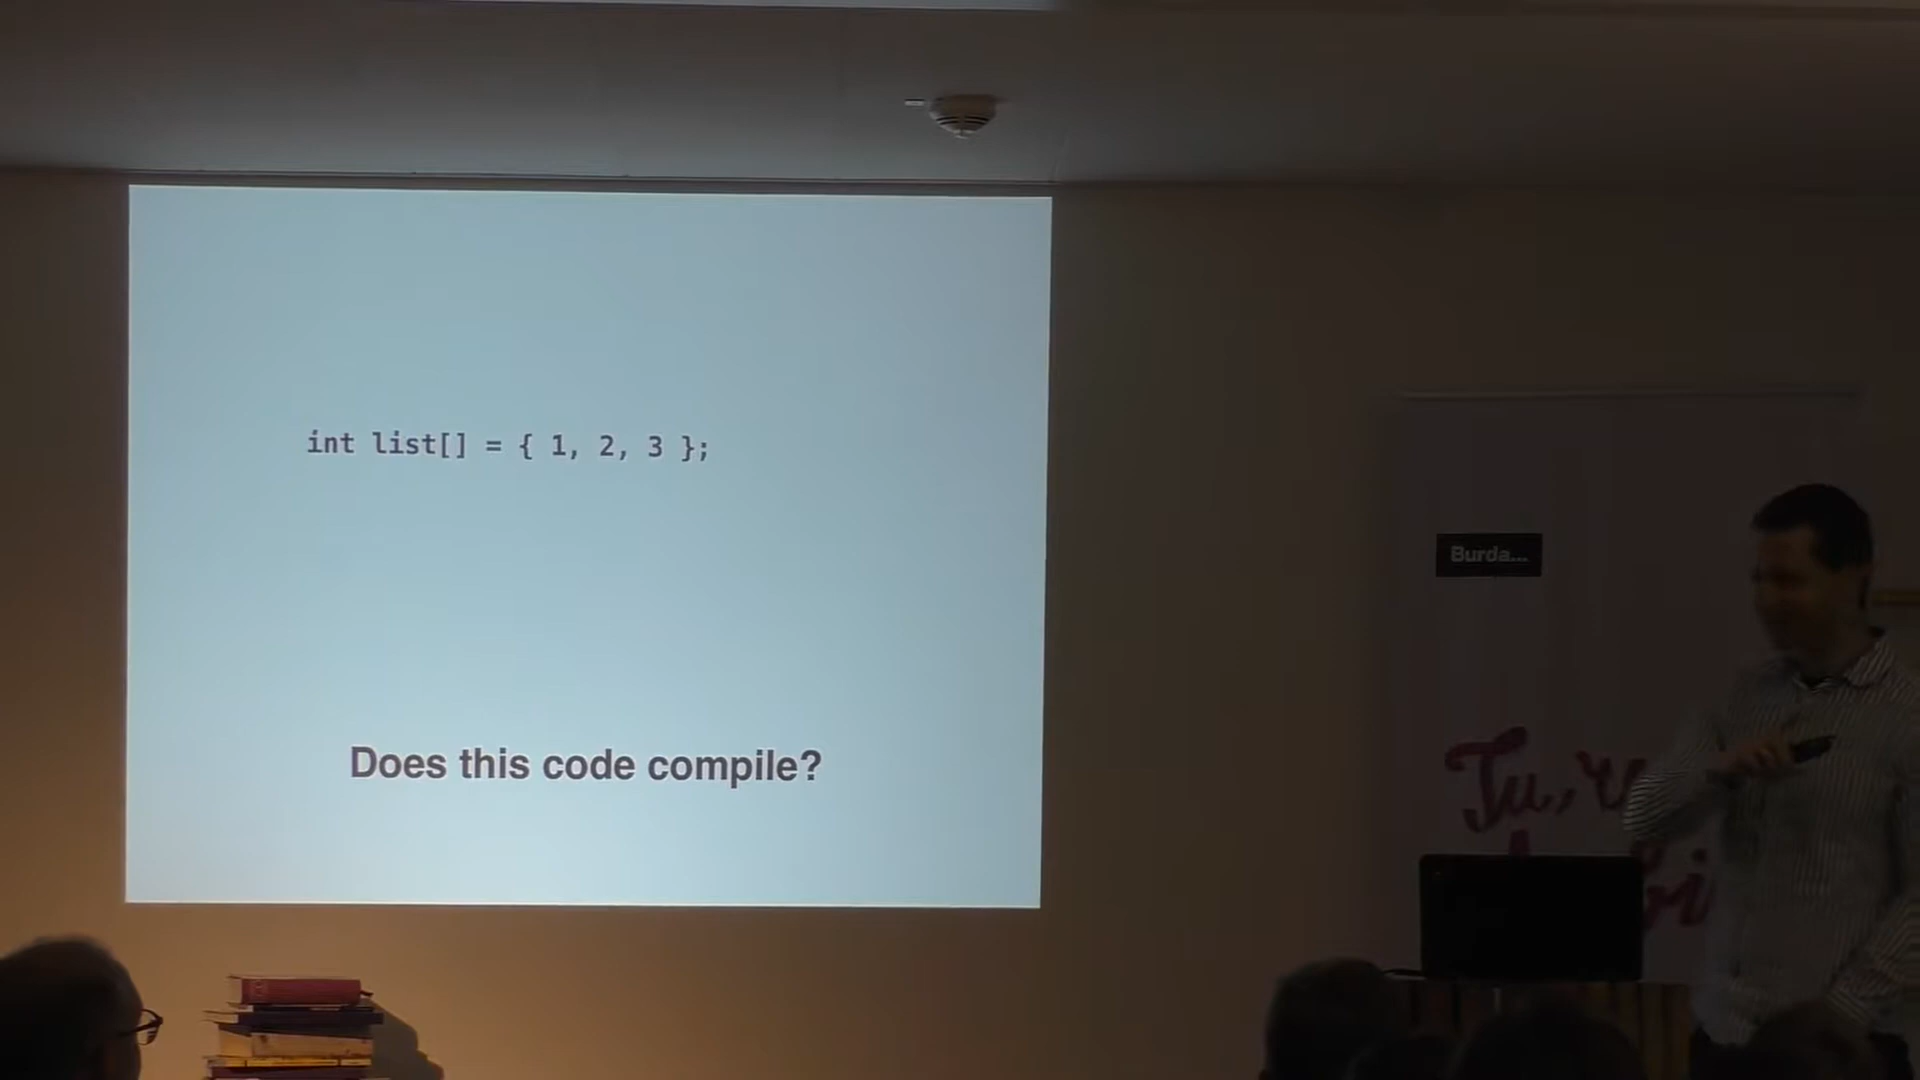 int list[] = { 1, 2, 3 };
Does this code compile?
Burda...